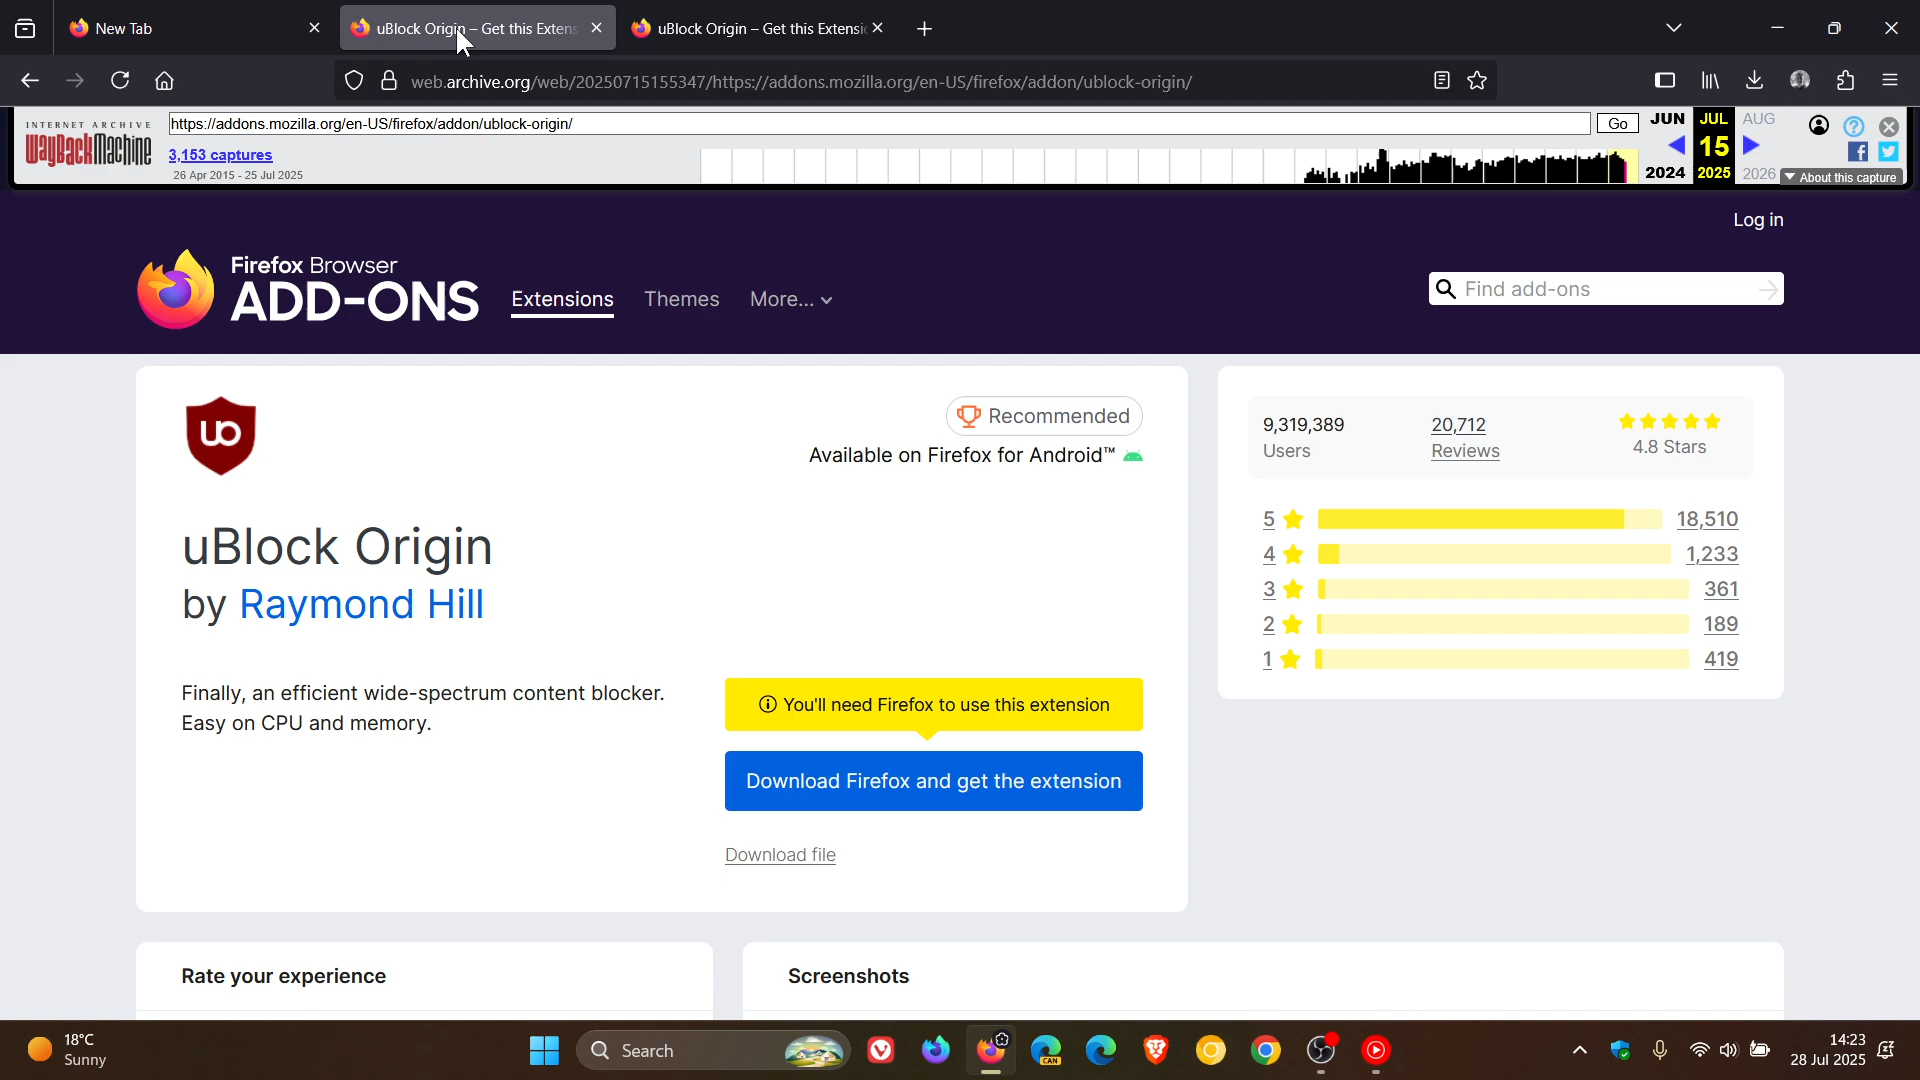 New Tab
uBlock Origin – Get this Extens
uBlock Origin – Get this Extensio
web.archive.org/web/20250715155347/https://addons.mozilla.org/en-US/firefox/addon/ublock-origin/
INTERNET ARCHIVE
WayBackMachine
https://addons.mozilla.org/en-US/firefox/addon/ublock-origin/
Go
JUN JUL AUG
3,153 captures
15
26 Apr 2015 - 25 Jul 2025
2024 2025 2026
About this capture
Log in
Firefox Browser
ADD-ONS
Extensions
Themes
More...
Find add-ons
uo
Recommended
Available on Firefox for Android™
uBlock Origin
by Raymond Hill
Finally, an efficient wide-spectrum content blocker.
Easy on CPU and memory.
You'll need Firefox to use this extension
Download Firefox and get the extension
Download file
9,319,389
Users
20,712
Reviews
4.8 Stars
5 18,510
4 1,233
3 361
2 189
1 419
Rate your experience
Screenshots
18°C
Sunny
Search
CAN
14:23
28 Jul 2025